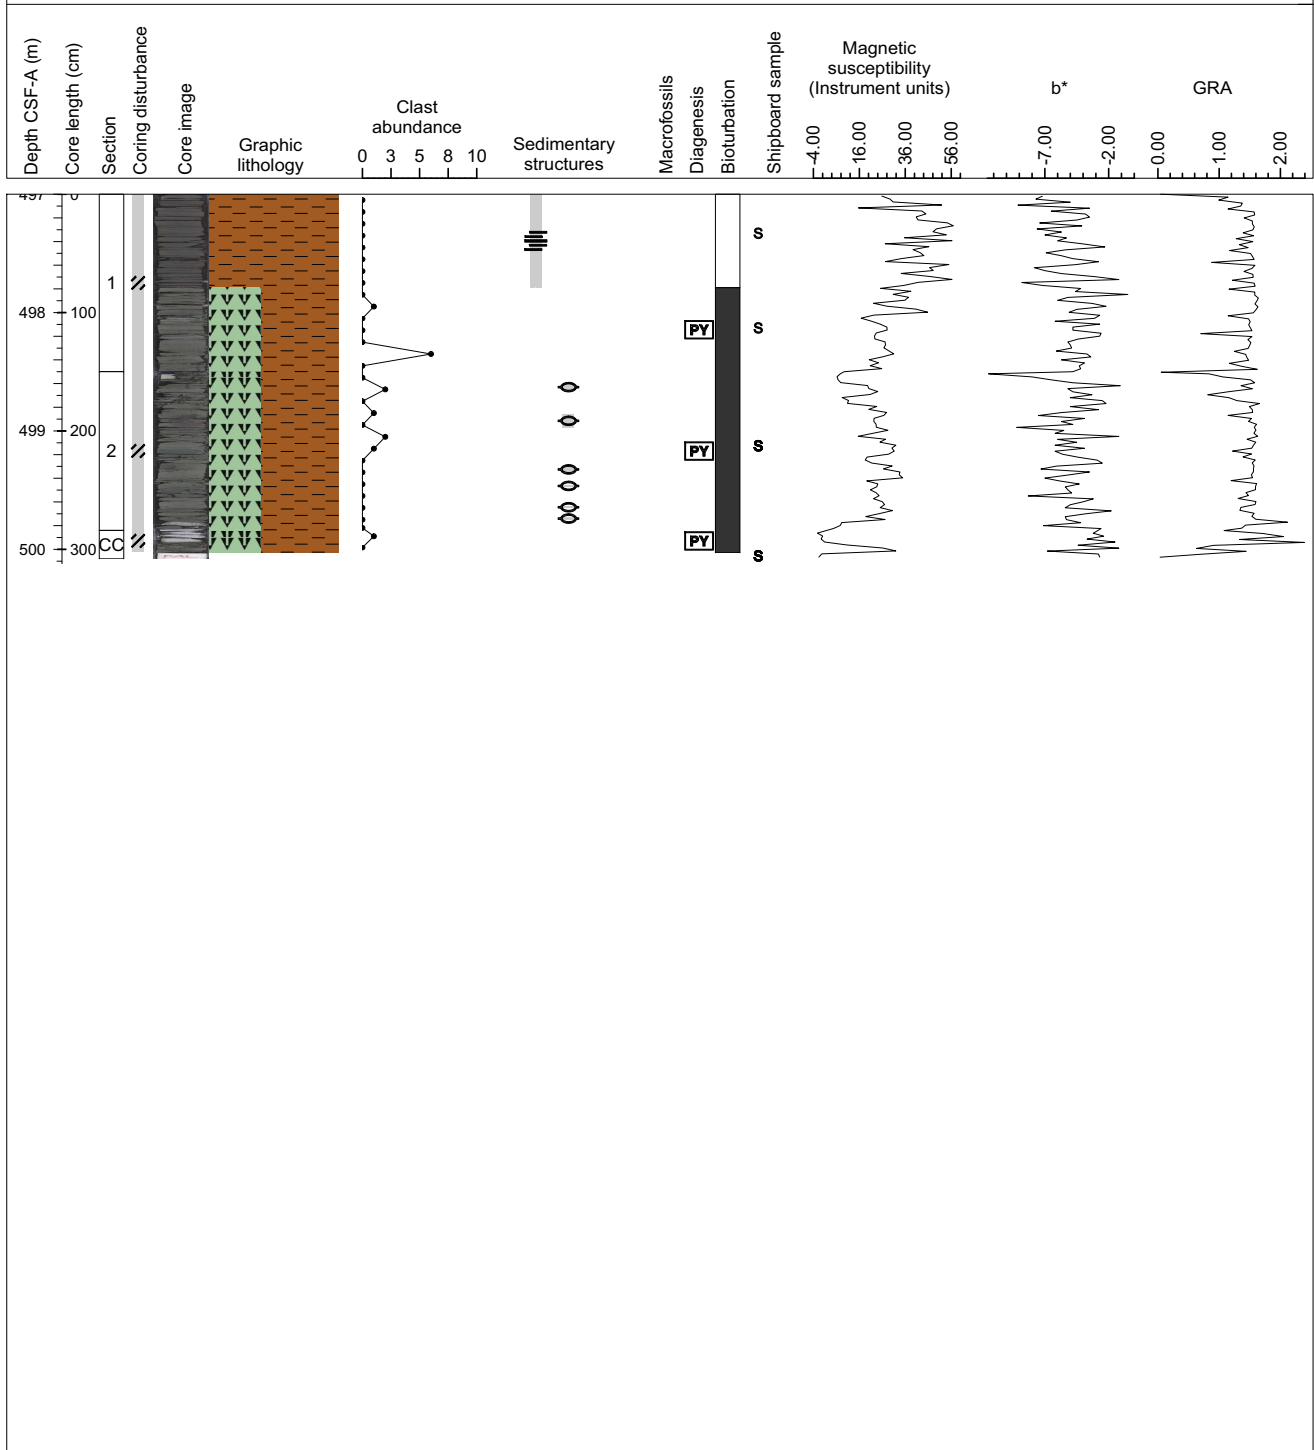 Depth CSF-A (m)
Core length (cm)
Section
Coring disturbance
Core image
Graphic
lithology
Clast
abundance
0 3 6 8 10
Sedimentary
structures
Macrofossils
Diagenesis
Bioturbation
Shipboard sample
Magnetic
susceptibility
(Instrument units)
-4.00 16.00 36.00 56.00
b*
-7.00 -2.00
GRA
0.00 1.00 2.00
497 0
S
1
498 100
PY S
499 200
2
PY S
PY
CC
500 300
S
PAL